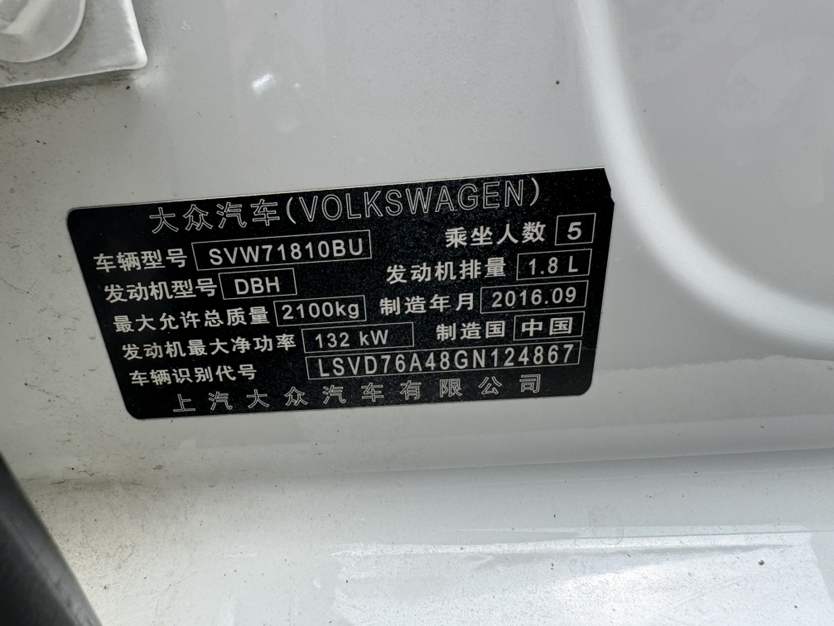 大众汽车(VOLKSWAGEN)
车辆型号 SVW71810BU 乘坐人数 5
发动机型号 DBH 发动机排量 1.8 L
最大允许总质量 2100kg 制造年月 2016.09
发动机最大净功率 132 kW 制造国 中国
车辆识别代号 LSVD76A48GN124867
上汽大众汽车有限公司